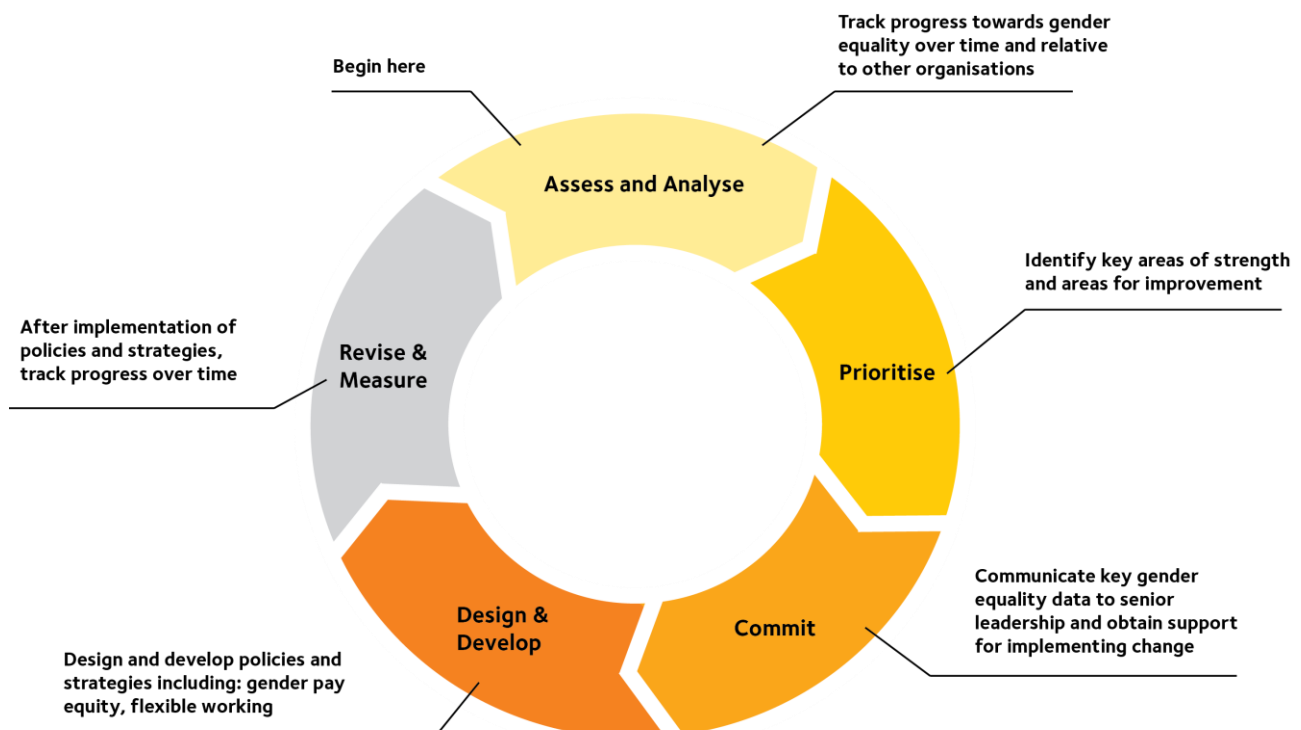 Begin here
Track progress towards gender
equality over time and relative
to other organisations
Assess and Analyse
Identify key areas of strength
and areas for improvement
Prioritise
Communicate key gender
equality data to senior
leadership and obtain support
for implementing change
Commit
Design &
Develop
Design and develop policies and
strategies including: gender pay
equity, flexible working
Revise &
Measure
After implementation of
policies and strategies,
track progress over time